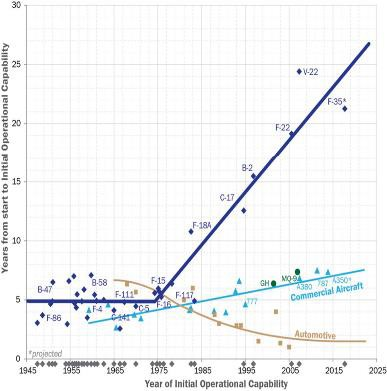 30
25
20
15
10
5
0
Years from start to Initial Operational Capability
V-22
F-35*
F-22
B-2
C-17
F-18A
B-47
B-58
F-111
F-15
F-117
F-86
F-4
C-141
C-5
F-16
GH
MQ-9
777
A380
787
A350*
Commercial Aircraft
Automotive
*projected
1945 1955 1965 1975 1985 1995 2005 2015 2025
Year of Initial Operational Capability